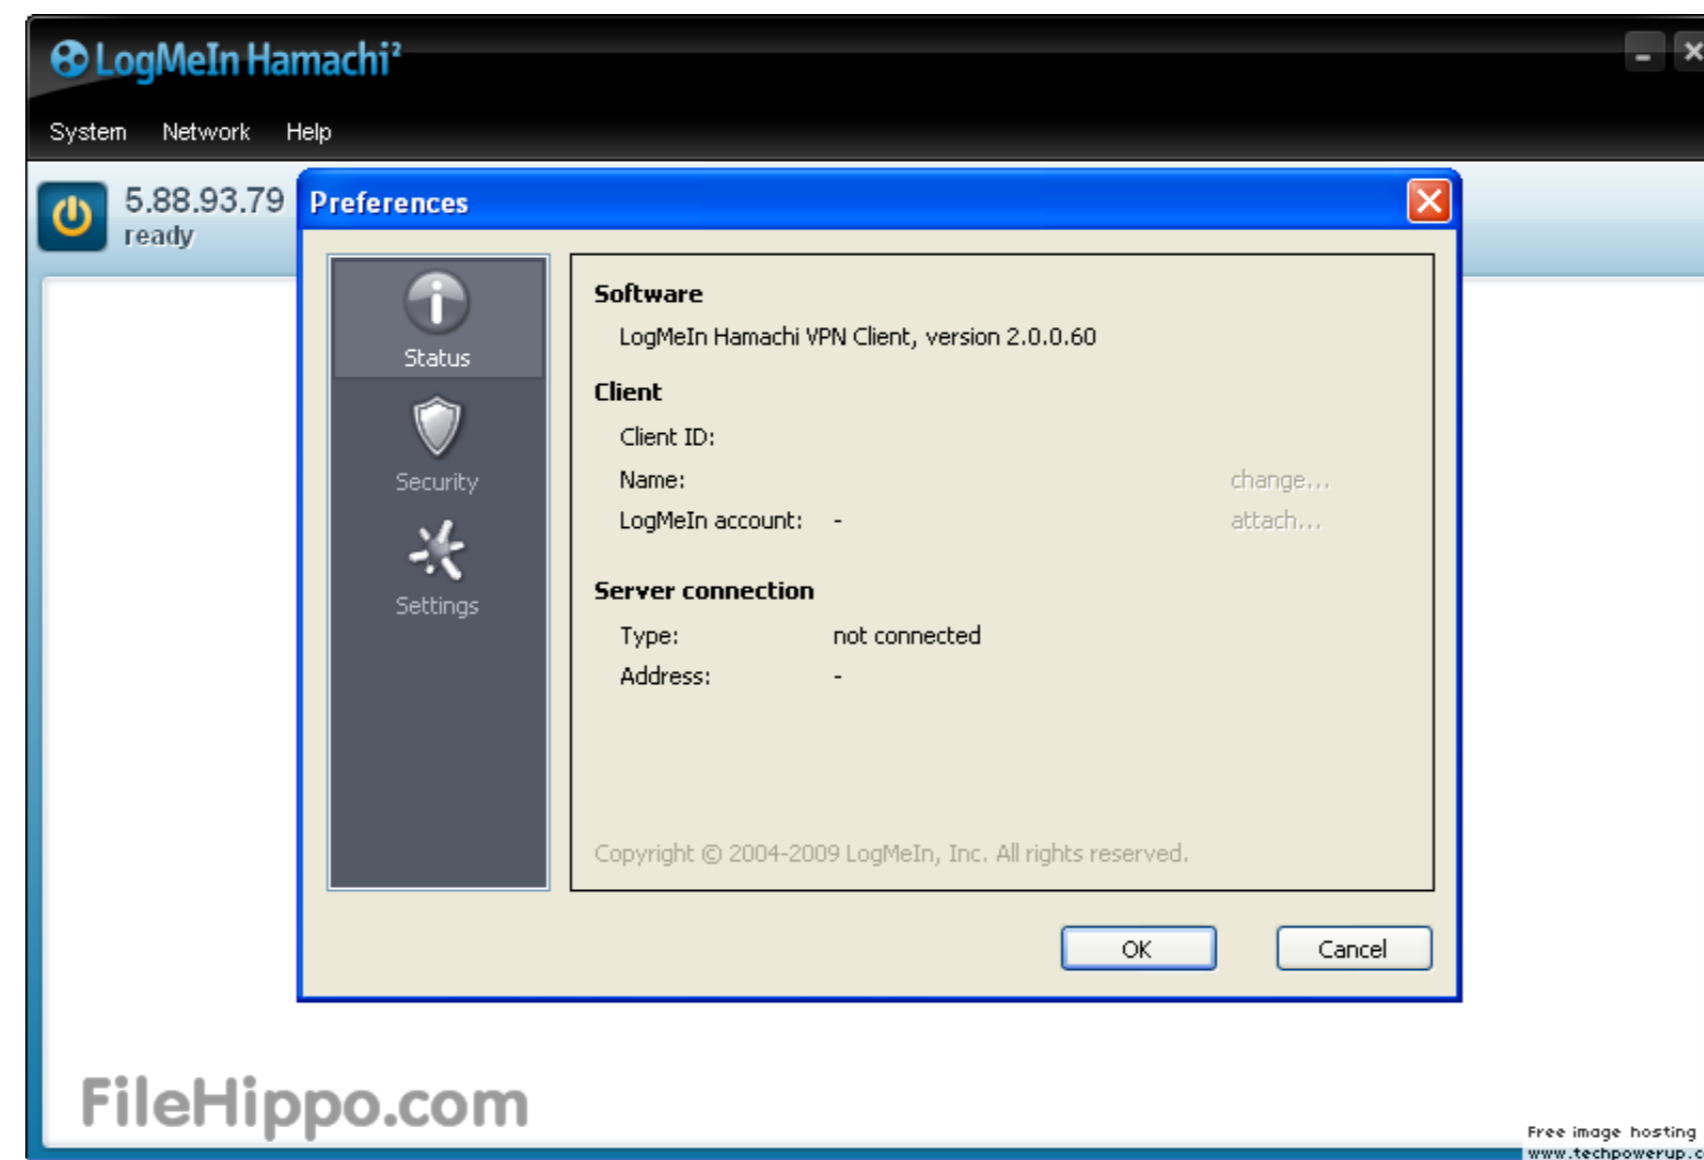 LogMeIn Hamachi²
System Network Help
5.88.93.79
ready
Preferences
Status
Security
Settings
Software
LogMeIn Hamachi VPN Client, version 2.0.0.60
Client
Client ID:
Name: change...
LogMeIn account: - attach...
Server connection
Type: not connected
Address: -
Copyright © 2004-2009 LogMeIn, Inc. All rights reserved.
OK Cancel
FileHippo.com
Free image hosting
www.techpowerup.c